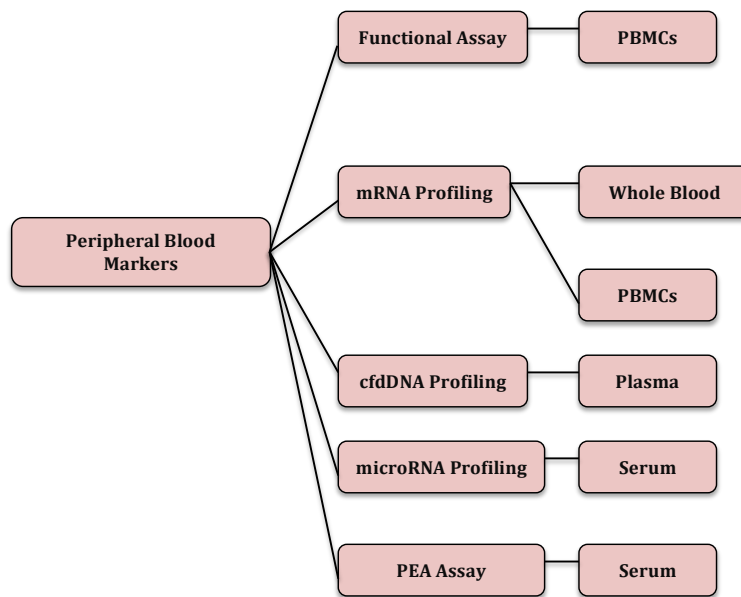 Functional Assay
PBMCs
mRNA Profiling
Whole Blood
Peripheral Blood
Markers
PBMCs
cfdDNA Profiling
Plasma
microRNA Profiling
Serum
PEA Assay
Serum